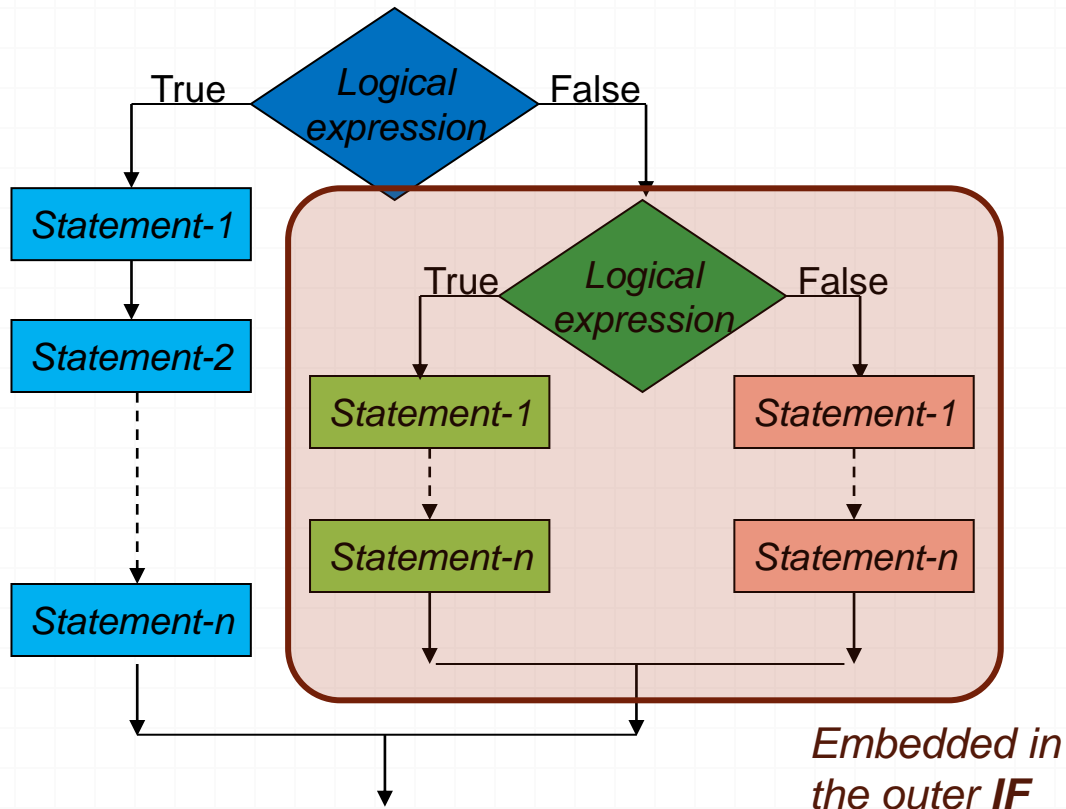 True
Logical
expression
False
Statement-1
True
Logical
expression
False
Statement-2
Statement-1
Statement-1
Statement-n
Statement-n
Statement-n
Embedded in
the outer IF